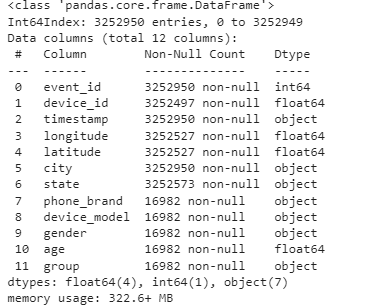 <class 'pandas.core.frame.DataFrame'>
Int64Index: 3252950 entries, 0 to 3252949
Data columns (total 12 columns):
 #   Column        Non-Null Count    Dtype
---  ------        --------------    -----
 0   event_id      3252950 non-null  int64
 1   device_id     3252497 non-null  float64
 2   timestamp     3252950 non-null  object
 3   longitude     3252527 non-null  float64
 4   latitude      3252527 non-null  float64
 5   city          3252950 non-null  object
 6   state         3252573 non-null  object
 7   phone_brand   16982 non-null    object
 8   device_model  16982 non-null    object
 9   gender        16982 non-null    object
 10  age           16982 non-null    float64
 11  group         16982 non-null    object
dtypes: float64(4), int64(1), object(7)
memory usage: 322.6+ MB